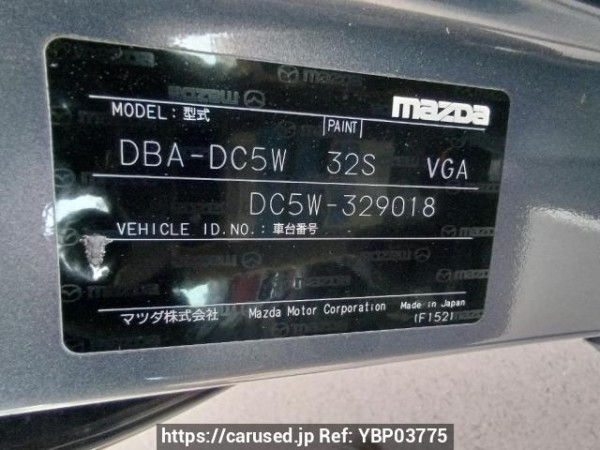 mazda
MODEL:型式 PAINT
DBA-DC5W 32S VGA
DC5W-329018
VEHICLE ID.NO.:車台番号
マツダ株式会社 Mazda Motor Corporation Made in Japan
(F152)
https://carused.jp Ref: YBP03775